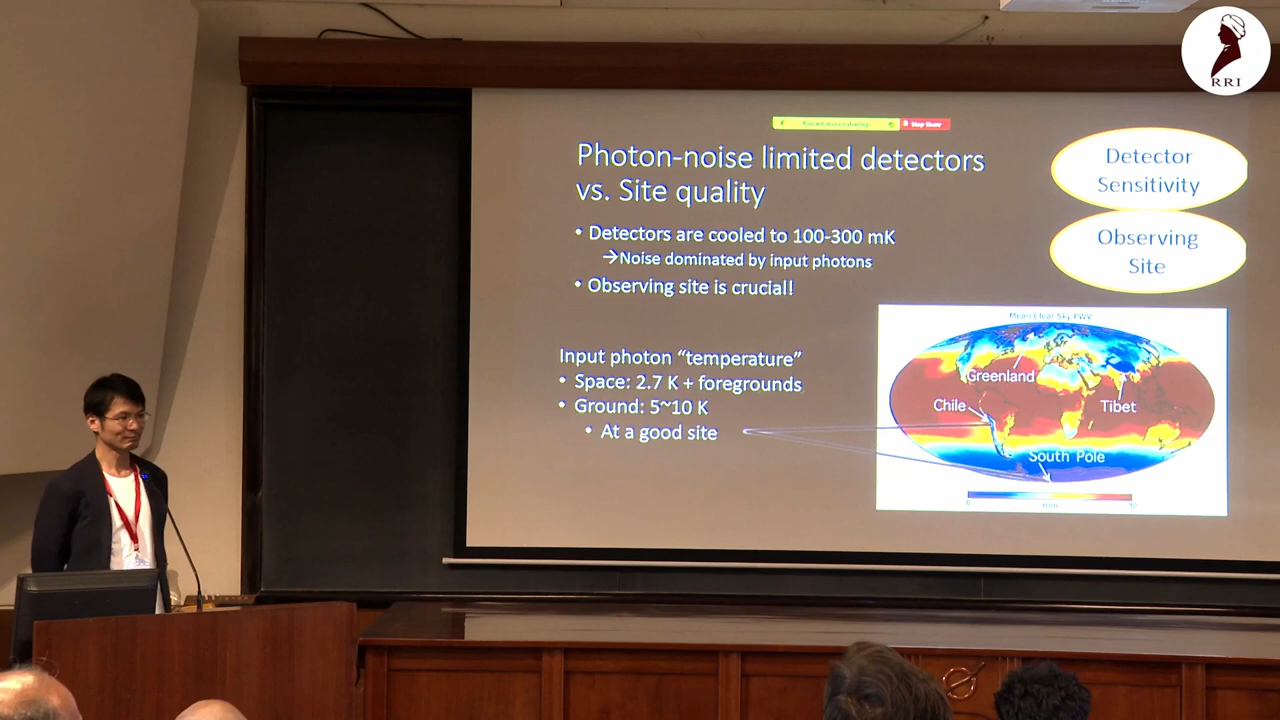 RRI
Stop Share
Photon-noise limited detectors
vs. Site quality
Detector
Sensitivity
• Detectors are cooled to 100-300 mK
→Noise dominated by input photons
• Observing site is crucial!
Observing
Site
Mean Clear Sky PWV
Input photon “temperature”
• Space: 2.7 K + foregrounds
• Ground: 5~10 K
• At a good site
Greenland
Chile
Tibet
South Pole